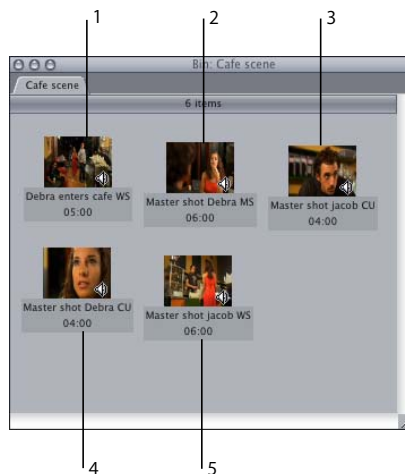 1 2 3
Bin: Cafe scene
Cafe scene
6 items
Debra enters cafe WS
05:00
Master shot Debra MS
06:00
Master shot jacob CU
04:00
Master shot Debra CU
04:00
Master shot jacob WS
06:00
4 5